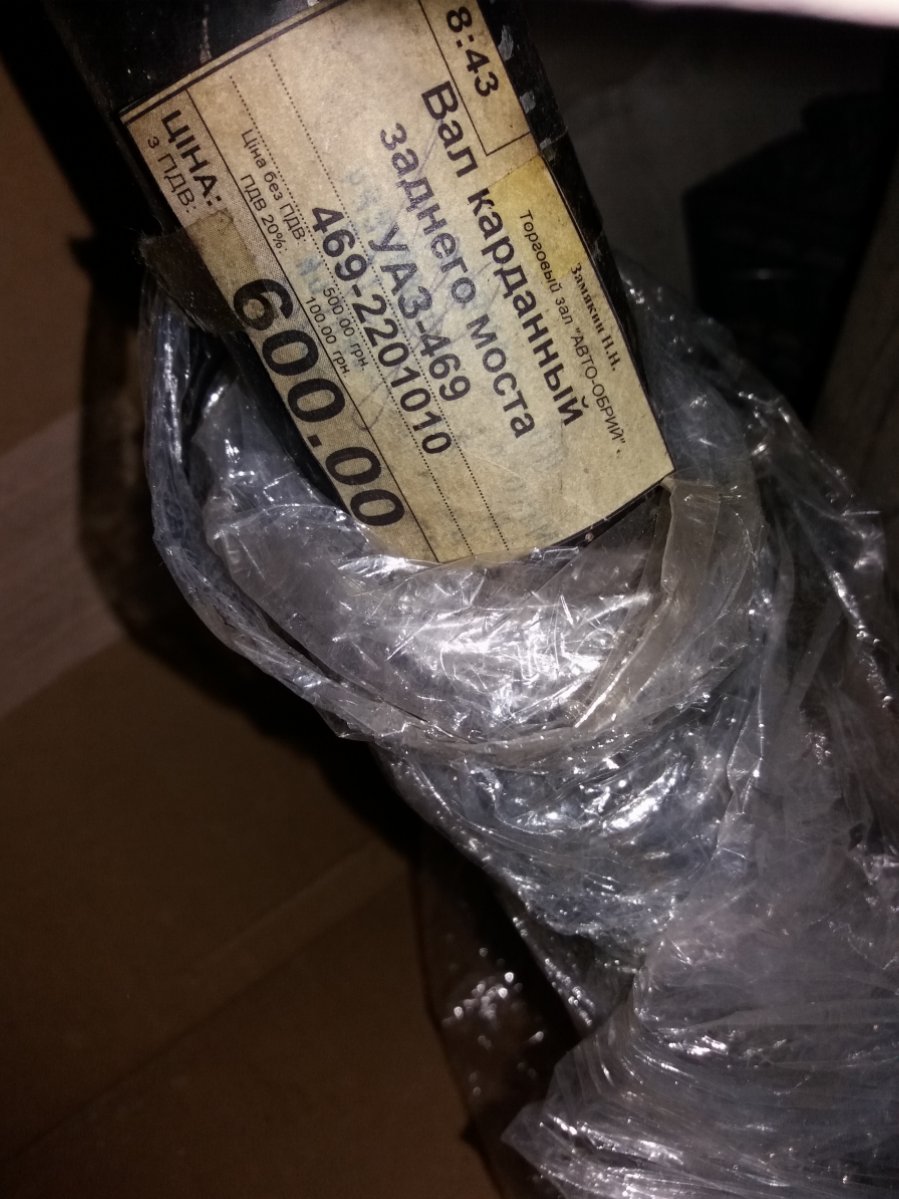 Замякин Н.Н.
Торговый зал "АВТО-ОБРИЙ"
8:43
Вал карданный
заднего моста
УАЗ-469
469-2201010
Ціна без ПДВ 500.00 грн
ПДВ 20% 100.00 грн
ЦІНА:
з ПДВ:
600.00